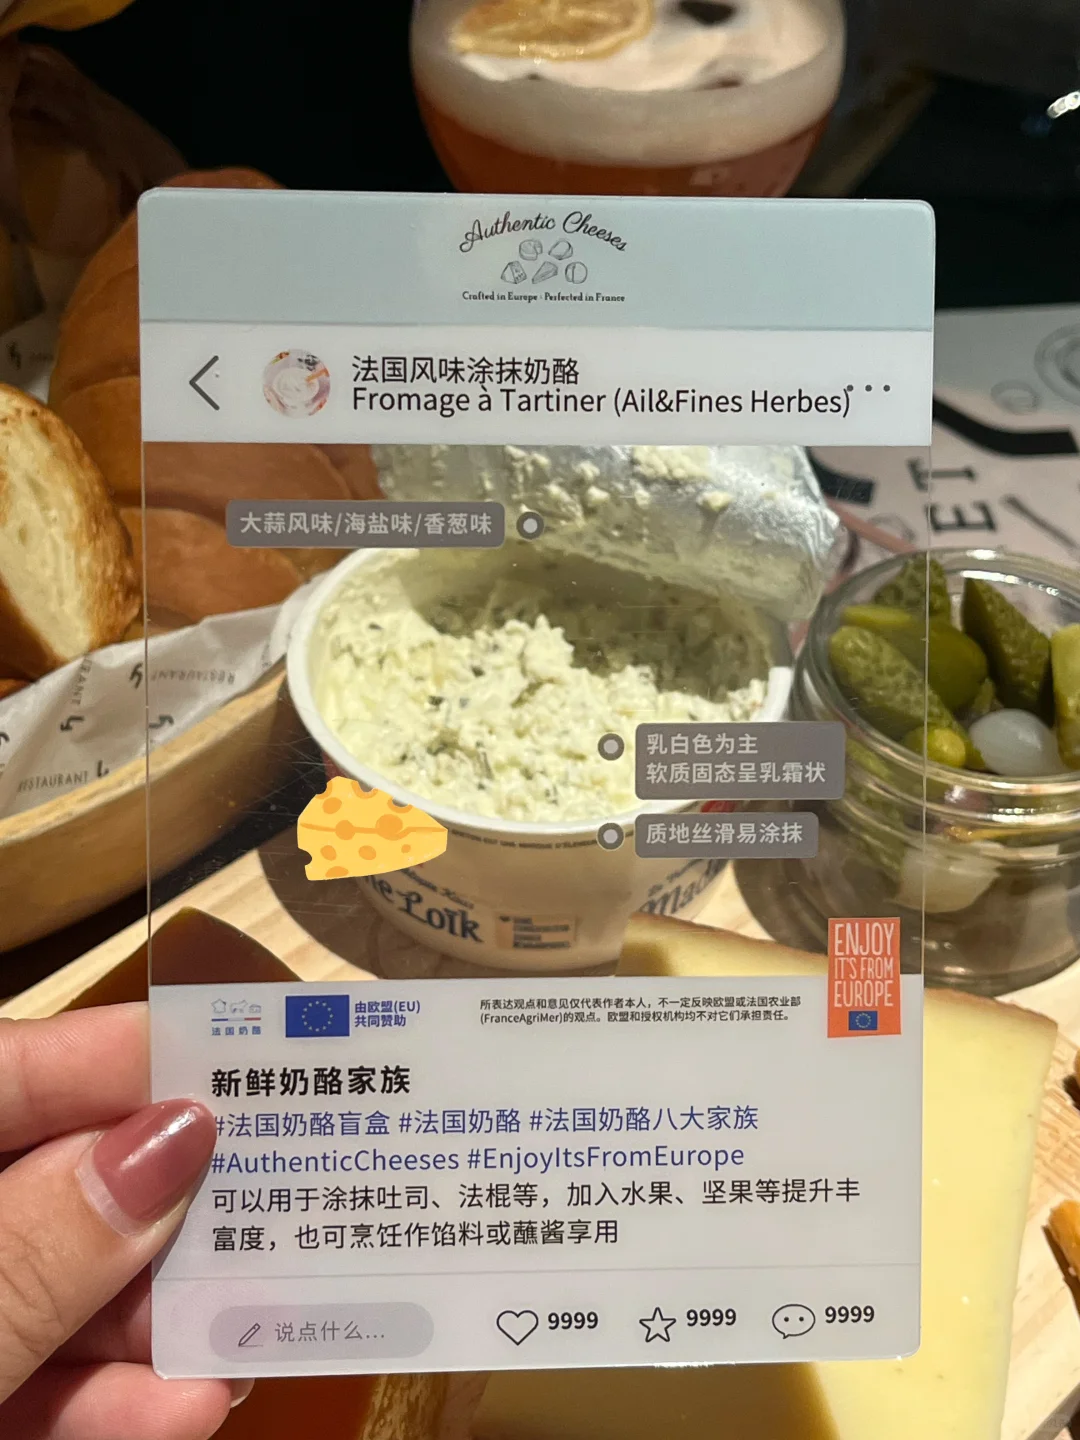 Authentic Cheeses
Crafted in Europe · Perfected in France
法国风味涂抹奶酪
Fromage à Tartiner (Ail&Fines Herbes)
大蒜风味/海盐味/香葱味
乳白色为主
软质固态呈乳霜状
质地丝滑易涂抹
RESTAURANT
Loïk
Mad
ENJOY
IT'S FROM
EUROPE
法国奶酪
由欧盟(EU)
共同赞助
所表达观点和意见仅代表作者本人，不一定反映欧盟或法国农业部
(FranceAgriMer)的观点。欧盟和授权机构均不对它们承担责任。
新鲜奶酪家族
#法国奶酪盲盒 #法国奶酪 #法国奶酪八大家族
#AuthenticCheeses #EnjoyItsFromEurope
可以用于涂抹吐司、法棍等，加入水果、坚果等提升丰
富度，也可烹饪作馅料或蘸酱享用
说点什么...
9999
9999
9999